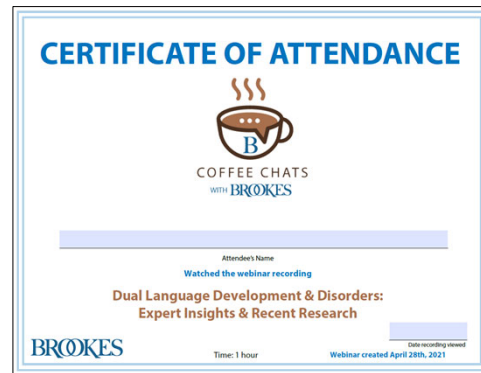 CERTIFICATE OF ATTENDANCE
B
COFFEE CHATS
WITH BROOKES
Attendee's Name
Watched the webinar recording
Dual Language Development & Disorders:
Expert Insights & Recent Research
Date recording viewed
BROOKES
Time: 1 hour
Webinar created April 28th, 2021